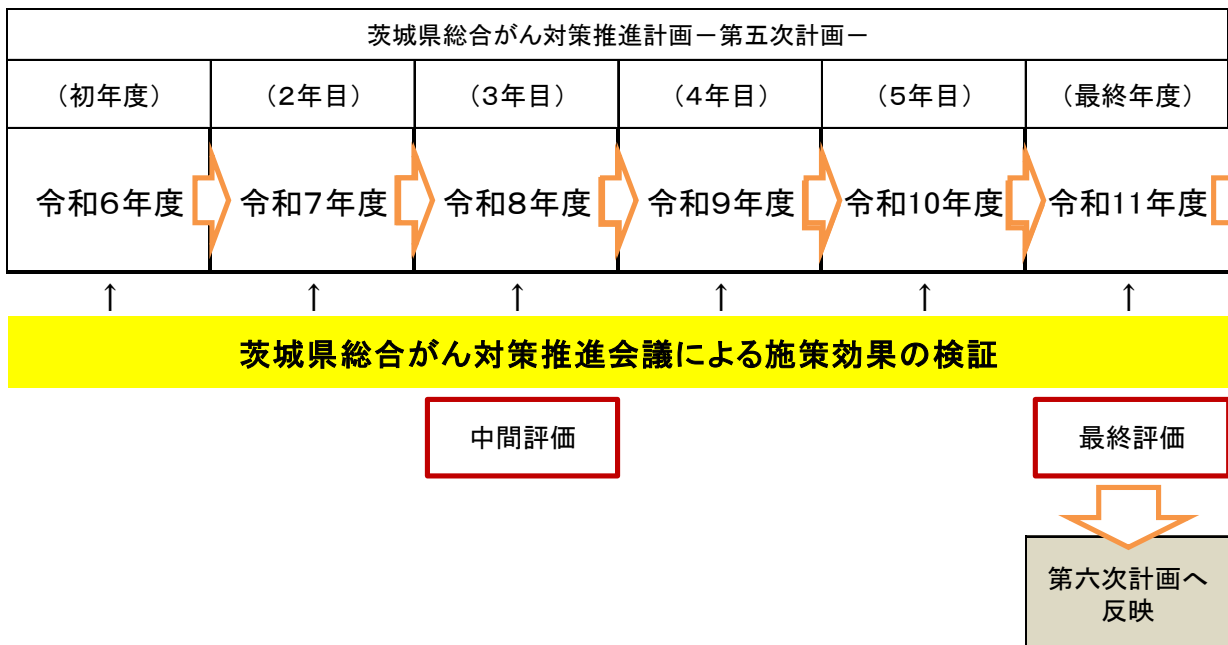 茨城県総合がん対策推進計画－第五次計画－
（初年度）
（2年目）
（3年目）
（4年目）
（5年目）
（最終年度）
令和6年度
令和7年度
令和8年度
令和9年度
令和10年度
令和11年度
↑ ↑ ↑ ↑ ↑ ↑
茨城県総合がん対策推進会議による施策効果の検証
中間評価
最終評価
第六次計画へ
反映